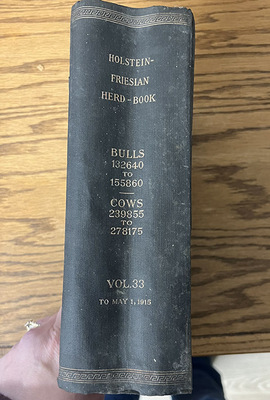 HOLSTEIN-
FRIESIAN
HERD-BOOK
BULLS
132640
TO
155860
COWS
239855
TO
278175
VOL.33
TO MAY 1, 1915